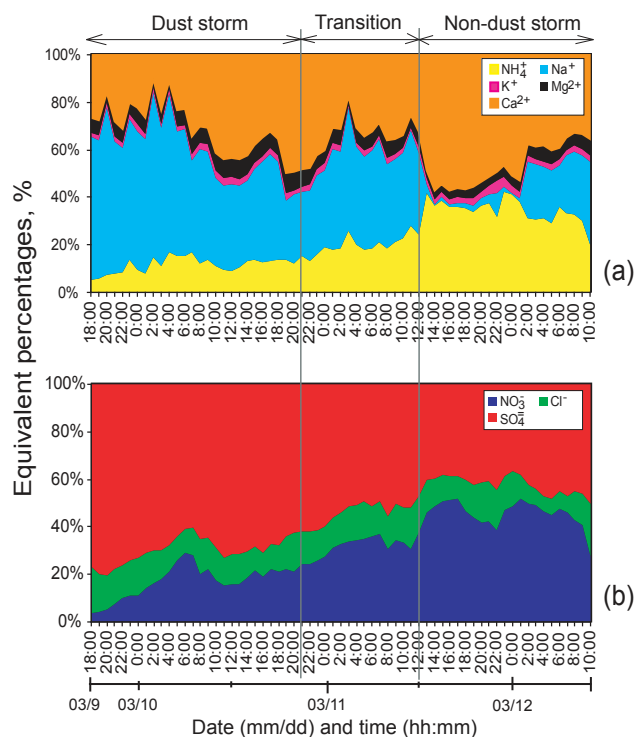 Dust storm Transition Non-dust storm
Equivalent percentages, %
100%
80%
60%
40%
20%
0%
NH₄⁺ Na⁺
K⁺ Mg²⁺
Ca²⁺
(a)
18:00 20:00 22:00 0:00 2:00 4:00 6:00 8:00 10:00 12:00 14:00 16:00 18:00 20:00 22:00 0:00 2:00 4:00 6:00 8:00 10:00 12:00 14:00 16:00 18:00 20:00 22:00 0:00 2:00 4:00 6:00 8:00 10:00
100%
80%
60%
40%
20%
0%
NO₃⁻ Cl⁻
SO₄⁼
(b)
18:00 20:00 22:00 0:00 2:00 4:00 6:00 8:00 10:00 12:00 14:00 16:00 18:00 20:00 22:00 0:00 2:00 4:00 6:00 8:00 10:00 12:00 14:00 16:00 18:00 20:00 22:00 0:00 2:00 4:00 6:00 8:00 10:00
03/9 03/10 03/11 03/12
Date (mm/dd) and time (hh:mm)